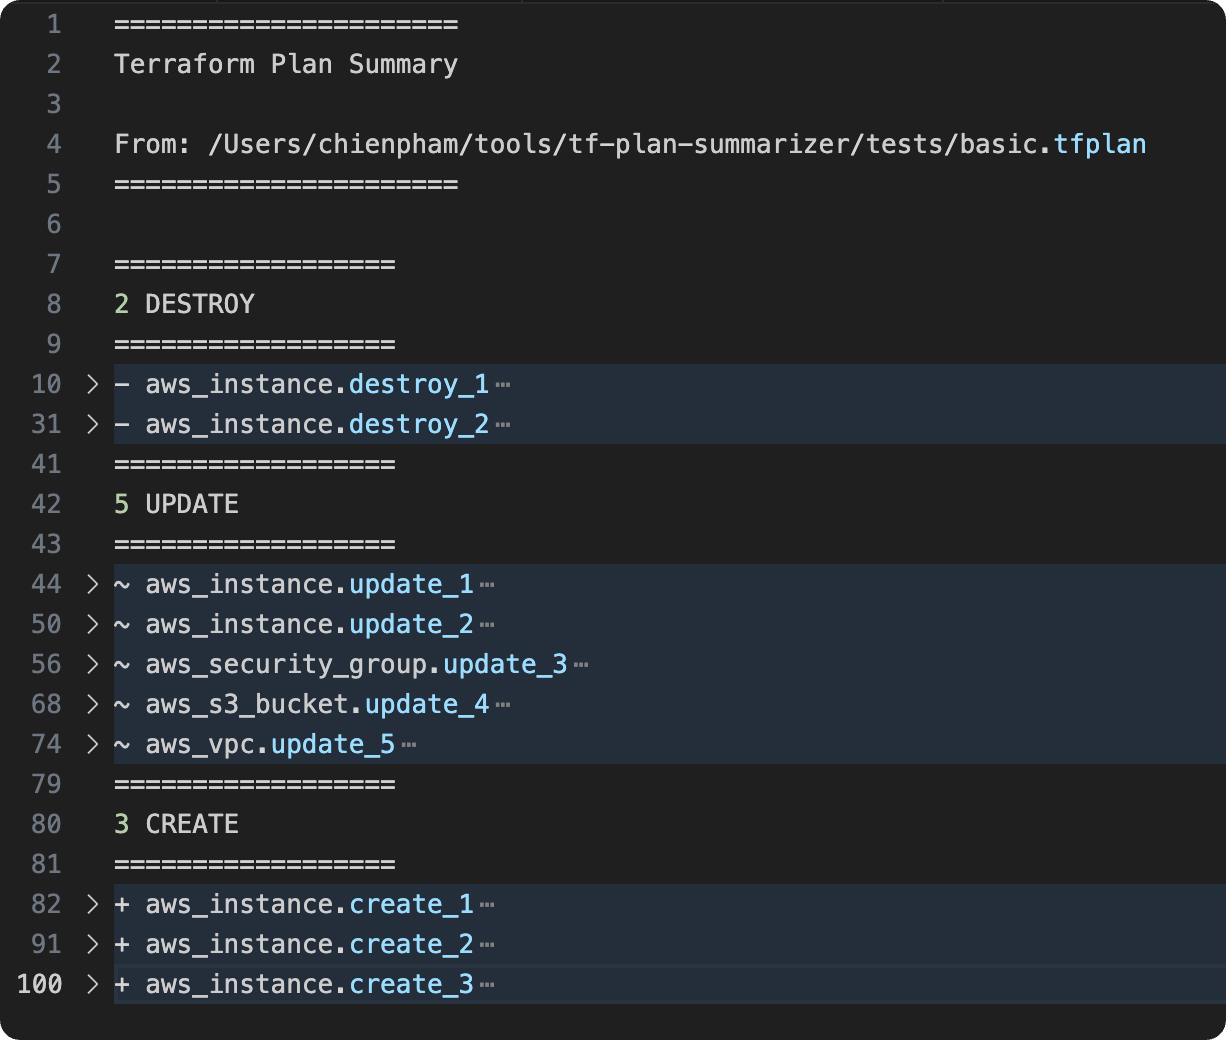 1 ======================
2 Terraform Plan Summary
3
4 From: /Users/chienpham/tools/tf-plan-summarizer/tests/basic.tfplan
5 ======================
6
7 ==================
8 2 DESTROY
9 ==================
10 > - aws_instance.destroy_1 …
31 > - aws_instance.destroy_2 …
41 ==================
42 5 UPDATE
43 ==================
44 > ~ aws_instance.update_1 …
50 > ~ aws_instance.update_2 …
56 > ~ aws_security_group.update_3 …
68 > ~ aws_s3_bucket.update_4 …
74 > ~ aws_vpc.update_5 …
79 ==================
80 3 CREATE
81 ==================
82 > + aws_instance.create_1 …
91 > + aws_instance.create_2 …
100 > + aws_instance.create_3 …